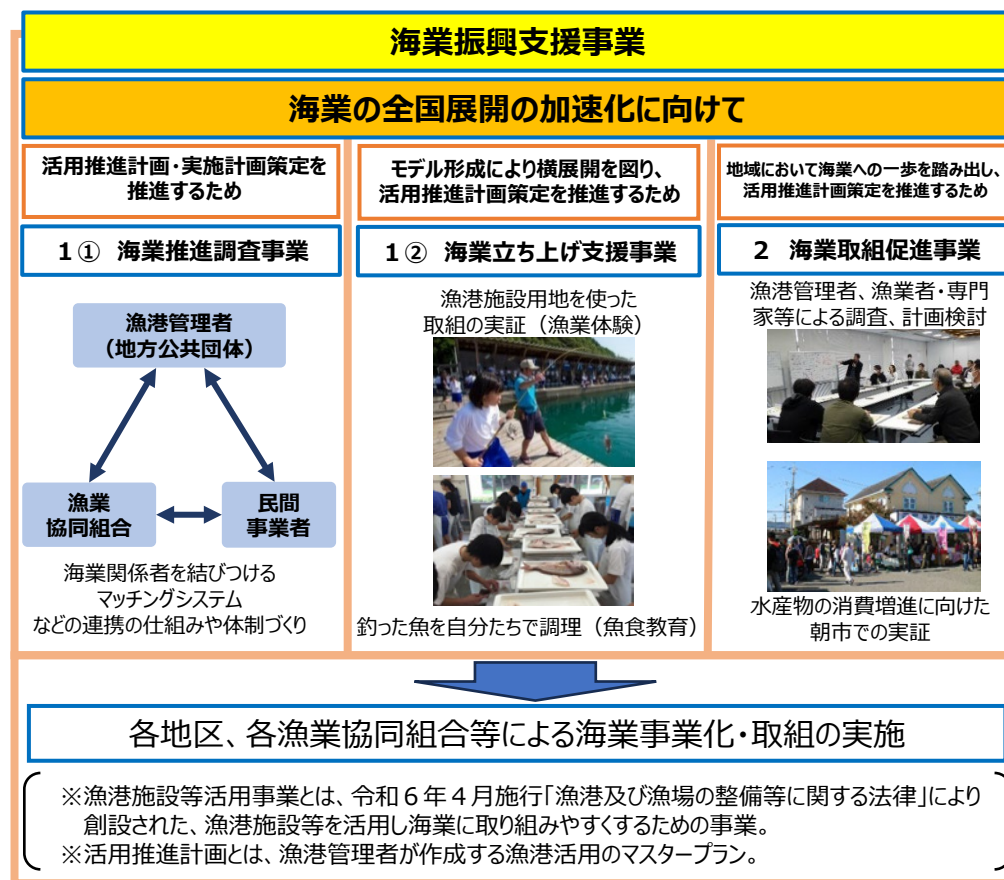 海業振興支援事業
海業の全国展開の加速化に向けて
活用推進計画・実施計画策定を
推進するため
1① 海業推進調査事業
漁港管理者
（地方公共団体）
漁業
協同組合
民間
事業者
海業関係者を結びつける
マッチングシステム
などの連携の仕組みや体制づくり
モデル形成により横展開を図り、
活用推進計画策定を推進するため
1② 海業立ち上げ支援事業
漁港施設用地を使った
取組の実証（漁業体験）
釣った魚を自分たちで調理（魚食教育）
地域において海業への一歩を踏み出し、
活用推進計画策定を推進するため
2 海業取組促進事業
漁港管理者、漁業者・専門
家等による調査、計画検討
水産物の消費増進に向けた
朝市での実証
各地区、各漁業協同組合等による海業事業化・取組の実施
※漁港施設等活用事業とは、令和６年４月施行「漁港及び漁場の整備等に関する法律」により
創設された、漁港施設等を活用し海業に取り組みやすくするための事業。
※活用推進計画とは、漁港管理者が作成する漁港活用のマスタープラン。